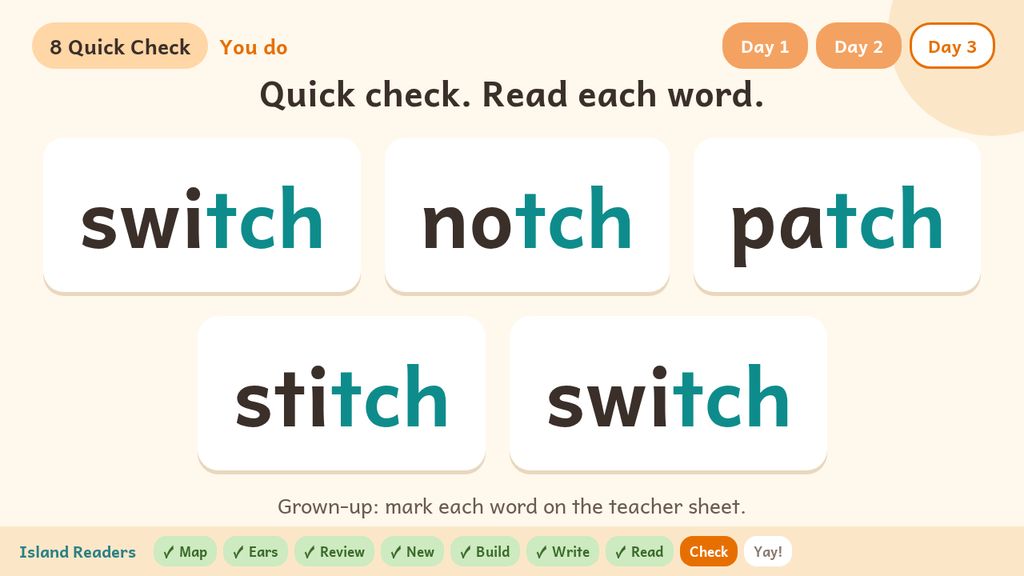 8 Quick Check You do Day 1 Day 2 Day 3
Quick check. Read each word.
switch notch patch
stitch switch
Grown-up: mark each word on the teacher sheet.
Island Readers ✓ Map ✓ Ears ✓ Review ✓ New ✓ Build ✓ Write ✓ Read Check Yay!